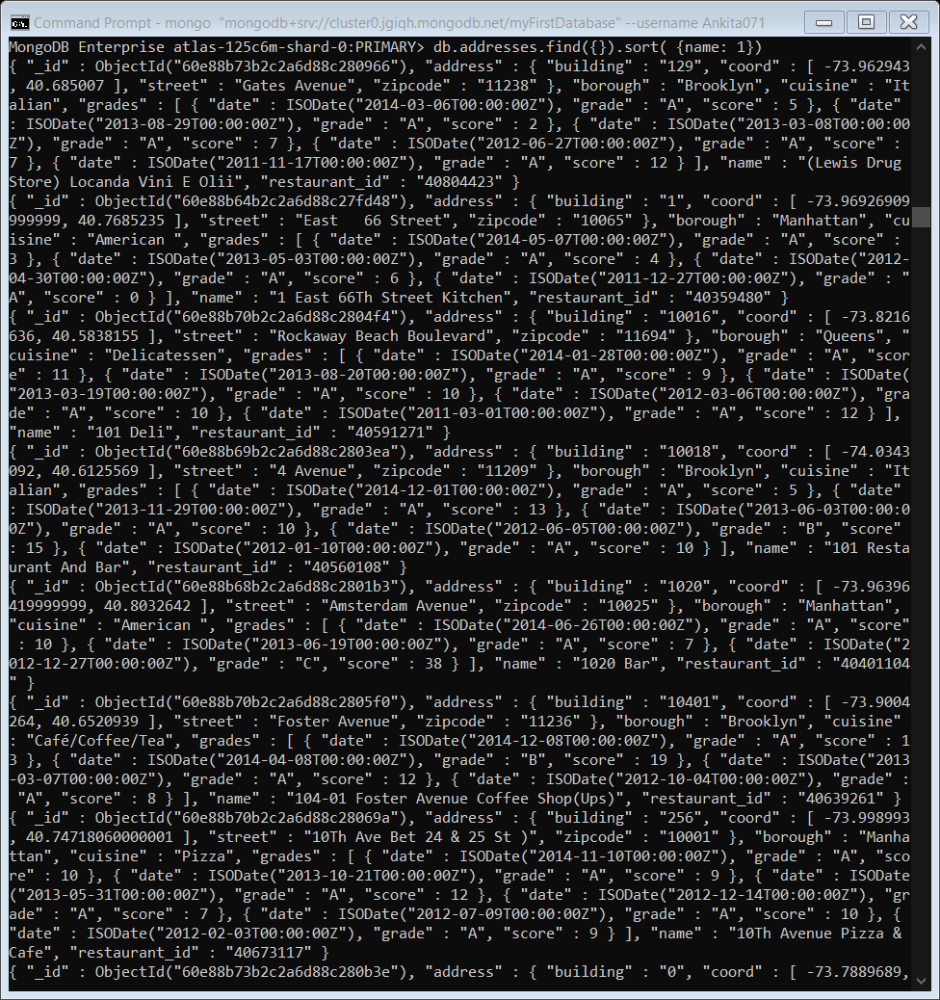 Command Prompt - mongo "mongodb+srv://cluster0.jgiqh.mongodb.net/myFirstDatabase" --username Ankita071
MongoDB Enterprise atlas-125c6m-shard-0:PRIMARY> db.addresses.find({}).sort( {name: 1})
{ "_id" : ObjectId("60e88b73b2c2a6d88c280966"), "address" : { "building" : "129", "coord" : [ -73.962943
, 40.685007 ], "street" : "Gates Avenue", "zipcode" : "11238" }, "borough" : "Brooklyn", "cuisine" : "It
alian", "grades" : [ { "date" : ISODate("2014-03-06T00:00:00Z"), "grade" : "A", "score" : 5 }, { "date"
: ISODate("2013-08-29T00:00:00Z"), "grade" : "A", "score" : 2 }, { "date" : ISODate("2013-03-08T00:00:00
Z"), "grade" : "A", "score" : 7 }, { "date" : ISODate("2012-06-27T00:00:00Z"), "grade" : "A", "score" :
7 }, { "date" : ISODate("2011-11-17T00:00:00Z"), "grade" : "A", "score" : 12 } ], "name" : "(Lewis Drug
Store) Locanda Vini E Olii", "restaurant_id" : "40804423" }
{ "_id" : ObjectId("60e88b64b2c2a6d88c27fd48"), "address" : { "building" : "1", "coord" : [ -73.96926909
999999, 40.7685235 ], "street" : "East   66 Street", "zipcode" : "10065" }, "borough" : "Manhattan", "cu
isine" : "American ", "grades" : [ { "date" : ISODate("2014-05-07T00:00:00Z"), "grade" : "A", "score" :
3 }, { "date" : ISODate("2013-05-03T00:00:00Z"), "grade" : "A", "score" : 4 }, { "date" : ISODate("2012-
04-30T00:00:00Z"), "grade" : "A", "score" : 6 }, { "date" : ISODate("2011-12-27T00:00:00Z"), "grade" : "
A", "score" : 0 } ], "name" : "1 East 66Th Street Kitchen", "restaurant_id" : "40359480" }
{ "_id" : ObjectId("60e88b70b2c2a6d88c2804f4"), "address" : { "building" : "10016", "coord" : [ -73.8216
636, 40.5838155 ], "street" : "Rockaway Beach Boulevard", "zipcode" : "11694" }, "borough" : "Queens", "
cuisine" : "Delicatessen", "grades" : [ { "date" : ISODate("2014-01-28T00:00:00Z"), "grade" : "A", "scor
e" : 11 }, { "date" : ISODate("2013-08-20T00:00:00Z"), "grade" : "A", "score" : 9 }, { "date" : ISODate(
"2013-03-19T00:00:00Z"), "grade" : "A", "score" : 10 }, { "date" : ISODate("2012-03-06T00:00:00Z"), "gra
de" : "A", "score" : 10 }, { "date" : ISODate("2011-03-01T00:00:00Z"), "grade" : "A", "score" : 12 } ],
"name" : "101 Deli", "restaurant_id" : "40591271" }
{ "_id" : ObjectId("60e88b69b2c2a6d88c2803ea"), "address" : { "building" : "10018", "coord" : [ -74.0343
092, 40.6125569 ], "street" : "4 Avenue", "zipcode" : "11209" }, "borough" : "Brooklyn", "cuisine" : "It
alian", "grades" : [ { "date" : ISODate("2014-12-01T00:00:00Z"), "grade" : "A", "score" : 5 }, { "date"
: ISODate("2013-11-29T00:00:00Z"), "grade" : "A", "score" : 13 }, { "date" : ISODate("2013-06-03T00:00:0
0Z"), "grade" : "A", "score" : 10 }, { "date" : ISODate("2012-06-05T00:00:00Z"), "grade" : "B", "score"
: 15 }, { "date" : ISODate("2012-01-10T00:00:00Z"), "grade" : "A", "score" : 10 } ], "name" : "101 Resta
urant And Bar", "restaurant_id" : "40560108" }
{ "_id" : ObjectId("60e88b68b2c2a6d88c2801b3"), "address" : { "building" : "1020", "coord" : [ -73.96396
419999999, 40.8032642 ], "street" : "Amsterdam Avenue", "zipcode" : "10025" }, "borough" : "Manhattan",
"cuisine" : "American ", "grades" : [ { "date" : ISODate("2014-06-26T00:00:00Z"), "grade" : "A", "score"
: 10 }, { "date" : ISODate("2013-06-19T00:00:00Z"), "grade" : "A", "score" : 7 }, { "date" : ISODate("2
012-12-27T00:00:00Z"), "grade" : "C", "score" : 38 } ], "name" : "1020 Bar", "restaurant_id" : "40401104
" }
{ "_id" : ObjectId("60e88b70b2c2a6d88c2805f0"), "address" : { "building" : "10401", "coord" : [ -73.9004
264, 40.6520939 ], "street" : "Foster Avenue", "zipcode" : "11236" }, "borough" : "Brooklyn", "cuisine"
: "Café/Coffee/Tea", "grades" : [ { "date" : ISODate("2014-12-08T00:00:00Z"), "grade" : "A", "score" : 1
3 }, { "date" : ISODate("2014-04-08T00:00:00Z"), "grade" : "B", "score" : 19 }, { "date" : ISODate("2013
-03-07T00:00:00Z"), "grade" : "A", "score" : 12 }, { "date" : ISODate("2012-10-04T00:00:00Z"), "grade" :
"A", "score" : 8 } ], "name" : "104-01 Foster Avenue Coffee Shop(Ups)", "restaurant_id" : "40639261" }
{ "_id" : ObjectId("60e88b70b2c2a6d88c28069a"), "address" : { "building" : "256", "coord" : [ -73.998993
, 40.74718060000001 ], "street" : "10Th Ave Bet 24 & 25 St )", "zipcode" : "10001" }, "borough" : "Manha
ttan", "cuisine" : "Pizza", "grades" : [ { "date" : ISODate("2014-11-10T00:00:00Z"), "grade" : "A", "sco
re" : 10 }, { "date" : ISODate("2013-10-21T00:00:00Z"), "grade" : "A", "score" : 9 }, { "date" : ISODate
("2013-05-31T00:00:00Z"), "grade" : "A", "score" : 12 }, { "date" : ISODate("2012-12-14T00:00:00Z"), "gr
ade" : "A", "score" : 7 }, { "date" : ISODate("2012-07-09T00:00:00Z"), "grade" : "A", "score" : 10 }, {
"date" : ISODate("2012-02-03T00:00:00Z"), "grade" : "A", "score" : 9 } ], "name" : "10Th Avenue Pizza &
Cafe", "restaurant_id" : "40673117" }
{ "_id" : ObjectId("60e88b73b2c2a6d88c280b3e"), "address" : { "building" : "0", "coord" : [ -73.7889689,